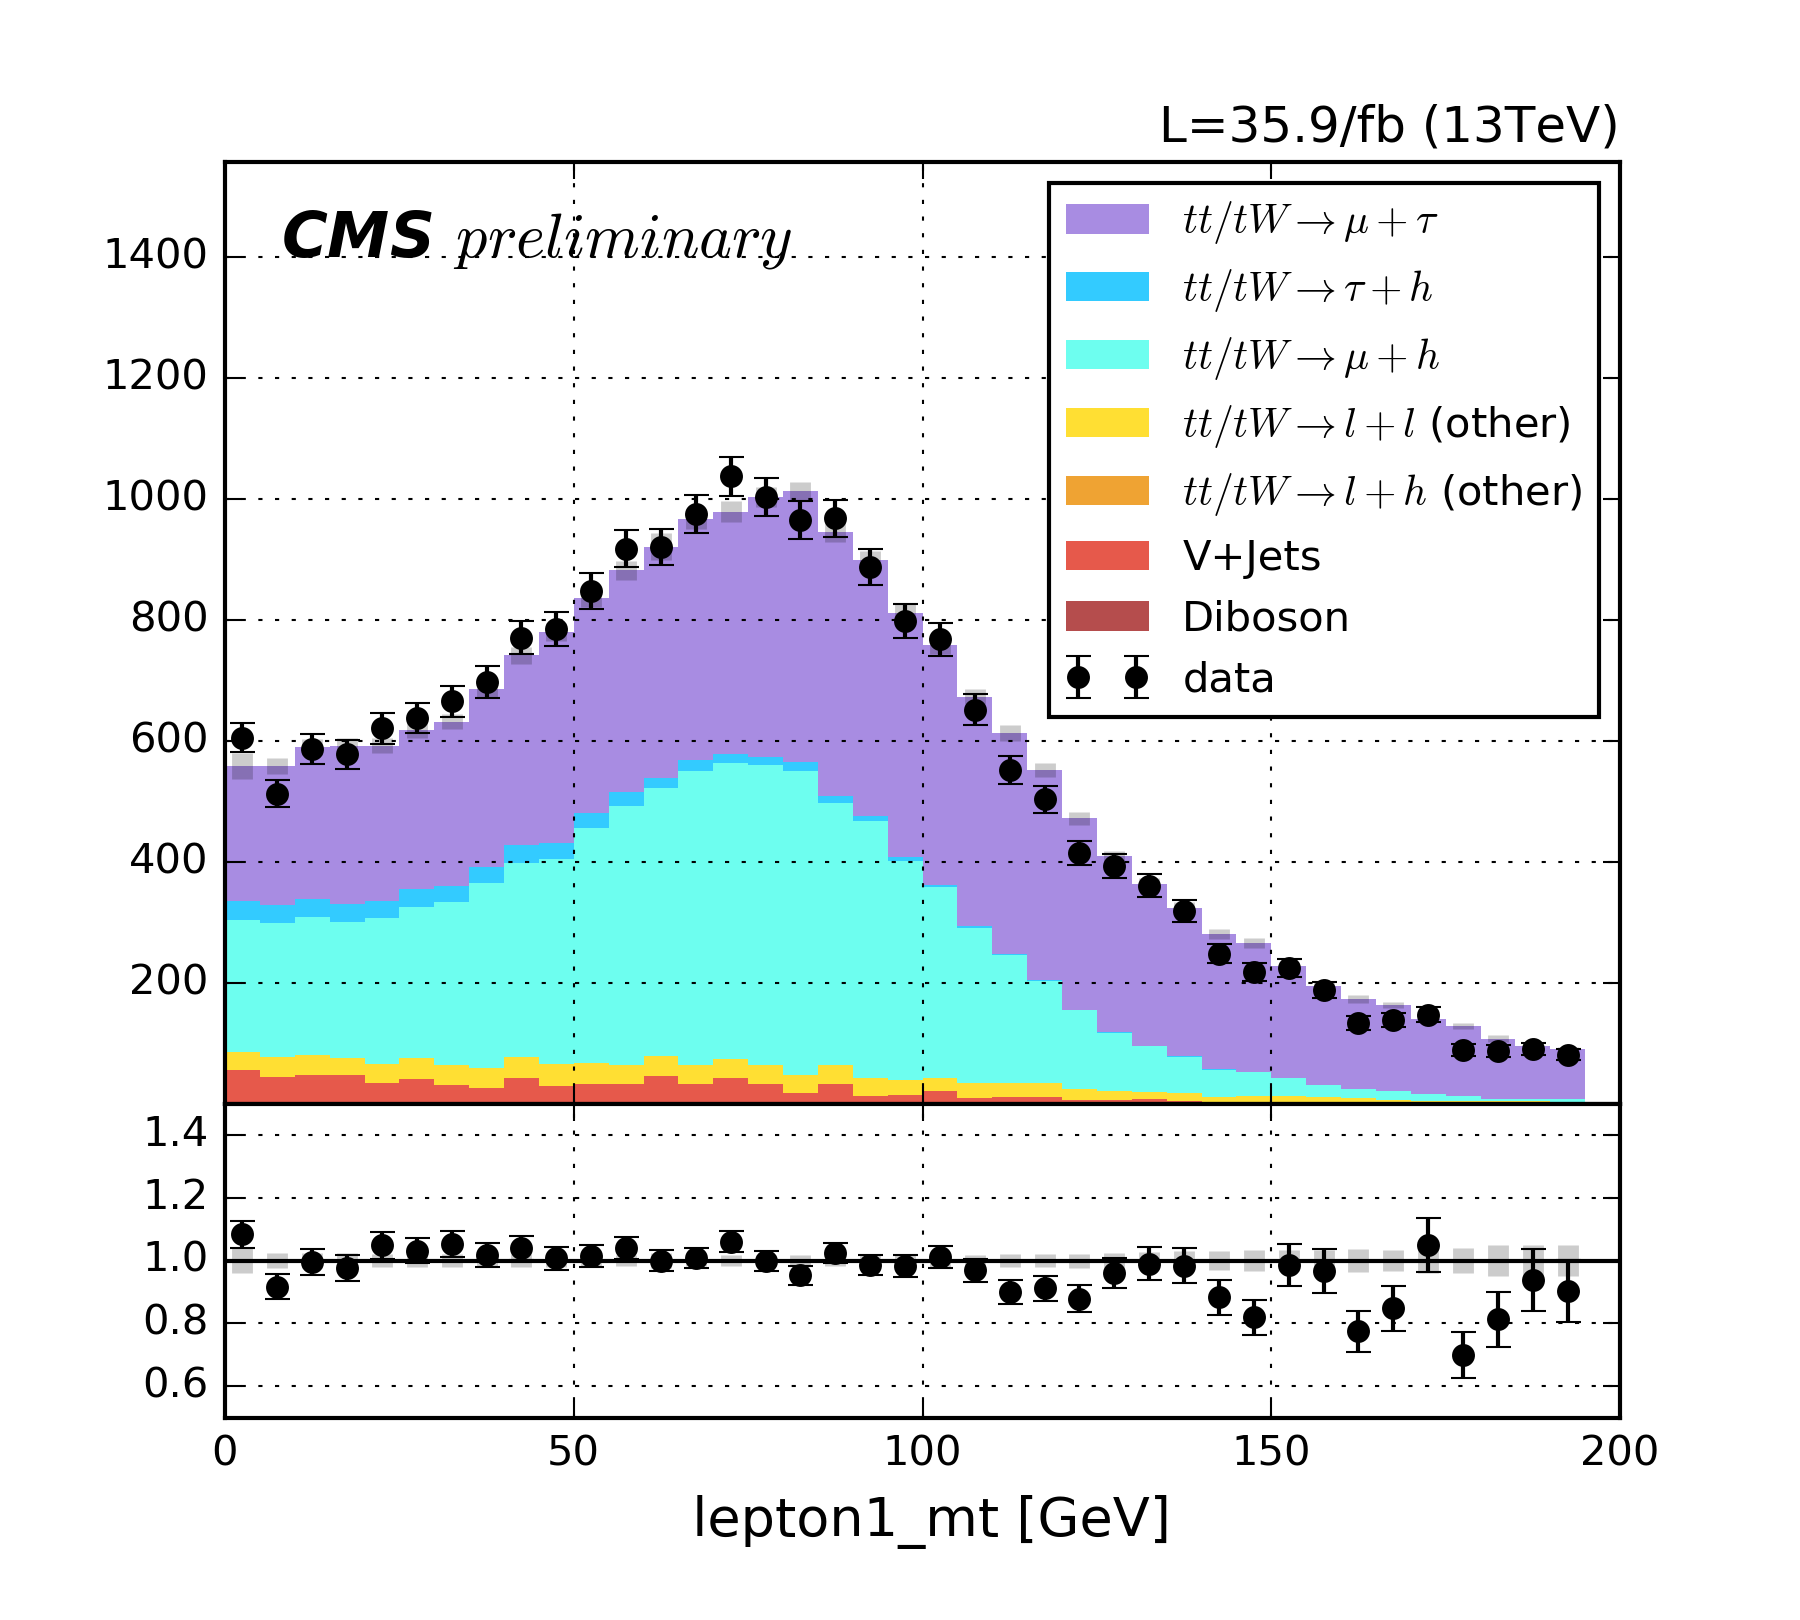 L=35.9/fb (13TeV)
CMS preliminary
1400
1200
1000
800
600
400
200
tt/tW→μ+τ
tt/tW→τ+h
tt/tW→μ+h
tt/tW→l+l (other)
tt/tW→l+h (other)
V+Jets
Diboson
data
1.4
1.2
1.0
0.8
0.6
0 50 100 150 200
lepton1_mt [GeV]